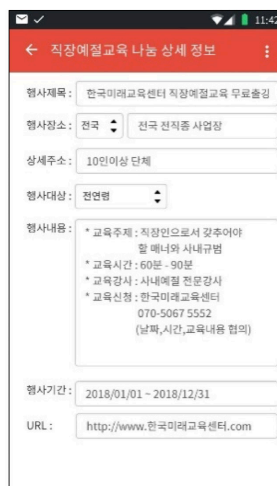 11:42
직장예절교육 나눔 상세 정보
행사제목 : 한국미래교육센터 직장예절교육 무료출강
행사장소 : 전국 전국 전직종 사업장
상세주소 : 10인이상 단체
행사대상 : 전연령
행사내용 : * 교육주제 : 직장인으로서 갖추어야
할 매너와 사내규범
* 교육시간 : 60분 - 90분
* 교육강사 : 사내예절 전문강사
* 교육신청 : 한국미래교육센터
070-5067 5552
(날짜,시간,교육내용 협의)
행사기간 : 2018/01/01 ~ 2018/12/31
URL : http://www.한국미래교육센터.com